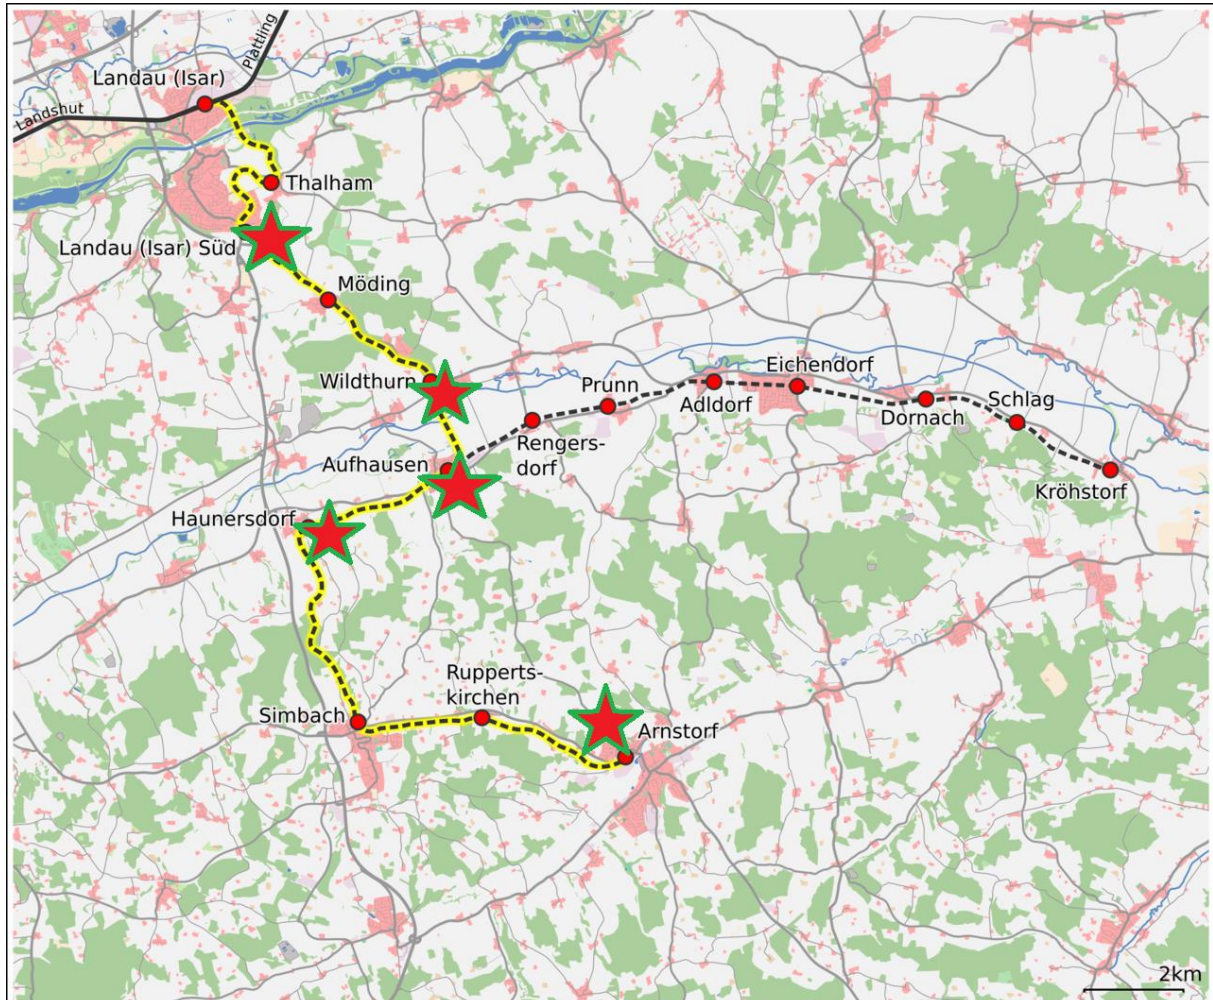 Plattling
Landau (Isar)
Landshut
Thalham
Landau (Isar) Süd
Möding
Wildthurn
Eichendorf
Prunn
Adldorf
Schlag
Dornach
Rengers-
dorf
Aufhausen
Kröhstorf
Haunersdorf
Rupperts-
kirchen
Simbach
Arnstorf
2km